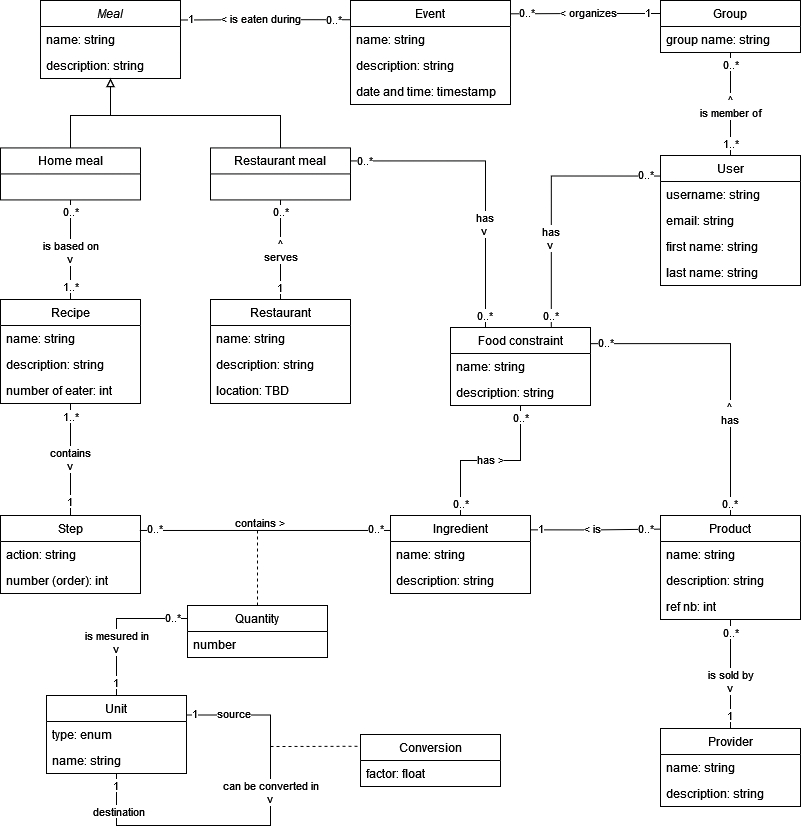 Meal
name: string
description: string
1
< is eaten during
0..*
Event
name: string
description: string
date and time: timestamp
0..*
< organizes
1
Group
group name: string
0..*
^
is member of
1..*
Home meal
Restaurant meal
0..*
User
username: string
email: string
first name: string
last name: string
0..*
0..*
is based on
v
1..*
0..*
^
serves
1
has
v
0..*
has
v
0..*
Recipe
name: string
description: string
number of eater: int
Restaurant
name: string
description: string
location: TBD
Food constraint
name: string
description: string
0..*
^
has
0..*
1..*
contains
v
1
0..*
has >
0..*
Step
action: string
number (order): int
0..*
contains >
0..*
Ingredient
name: string
description: string
1
< is
0..*
Product
name: string
description: string
ref nb: int
Quantity
number
0..*
is mesured in
v
1
0..*
is sold by
v
1
Unit
type: enum
name: string
1
source
Conversion
factor: float
can be converted in
v
1
destination
Provider
name: string
description: string